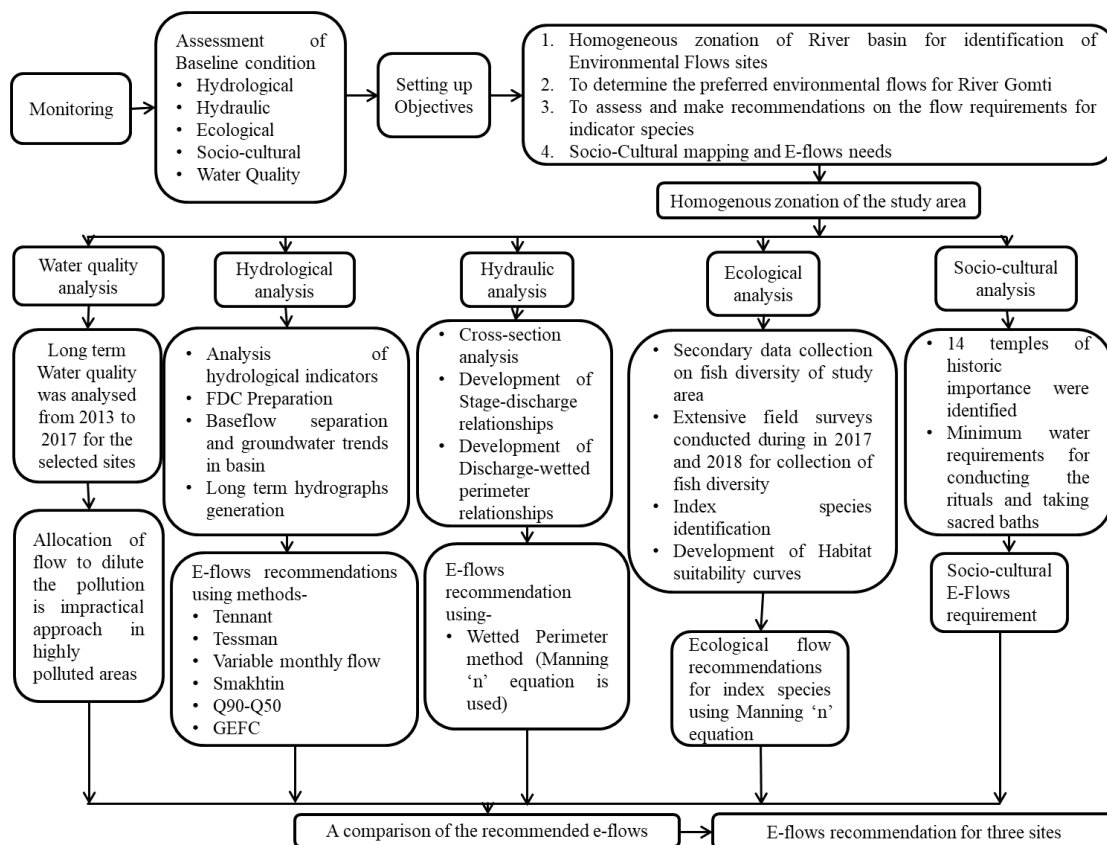 Monitoring
Assessment of
Baseline condition
• Hydrological
• Hydraulic
• Ecological
• Socio-cultural
• Water Quality
Setting up
Objectives
1. Homogeneous zonation of River basin for identification of
Environmental Flows sites
2. To determine the preferred environmental flows for River Gomti
3. To assess and make recommendations on the flow requirements for
indicator species
4. Socio-Cultural mapping and E-flows needs
Homogenous zonation of the study area
Water quality
analysis
Long term
Water quality
was analysed
from 2013 to
2017 for the
selected sites
Allocation of
flow to dilute
the pollution
is impractical
approach in
highly
polluted areas
Hydrological
analysis
• Analysis of
hydrological indicators
• FDC Preparation
• Baseflow separation
and groundwater trends
in basin
• Long term hydrographs
generation
E-flows recommendations
using methods-
• Tennant
• Tessman
• Variable monthly flow
• Smakhtin
• Q90-Q50
• GEFC
Hydraulic
analysis
• Cross-section
analysis
• Development of
Stage-discharge
relationships
• Development of
Discharge-wetted
perimeter
relationships
E-flows
recommendation
using-
• Wetted Perimeter
method (Manning
‘n’ equation is
used)
Ecological
analysis
• Secondary data collection
on fish diversity of study
area
• Extensive field surveys
conducted during in 2017
and 2018 for collection of
fish diversity
• Index species
identification
• Development of Habitat
suitability curves
Ecological flow
recommendations
for index species
using Manning ‘n’
equation
Socio-cultural
analysis
• 14 temples of
historic
importance were
identified
• Minimum water
requirements for
conducting the
rituals and taking
sacred baths
Socio-cultural
E-Flows
requirement
A comparison of the recommended e-flows
E-flows recommendation for three sites